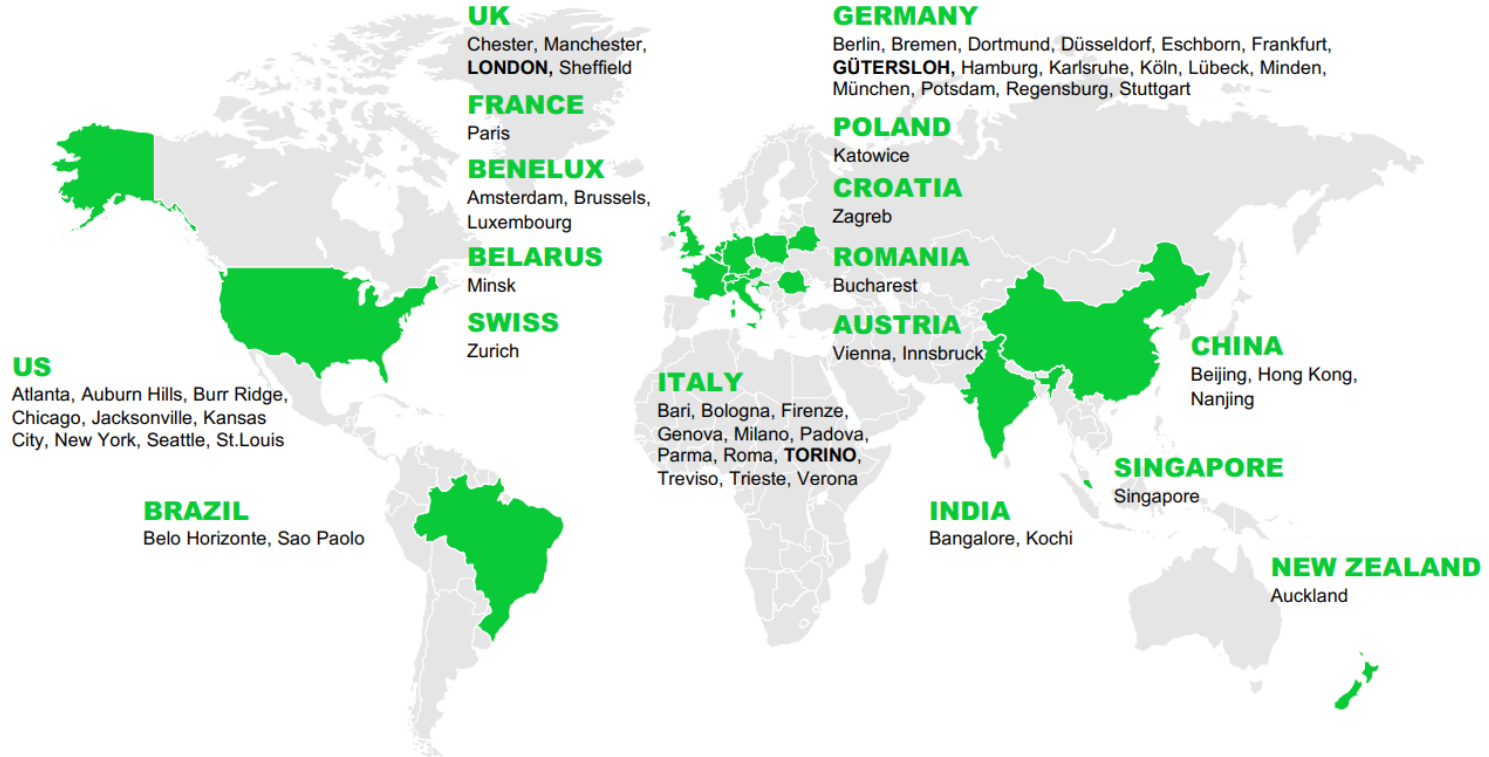 UK
Chester, Manchester,
LONDON, Sheffield
FRANCE
Paris
BENELUX
Amsterdam, Brussels,
Luxembourg
BELARUS
Minsk
SWISS
Zurich
GERMANY
Berlin, Bremen, Dortmund, Düsseldorf, Eschborn, Frankfurt,
GÜTERSLOH, Hamburg, Karlsruhe, Köln, Lübeck, Minden,
München, Potsdam, Regensburg, Stuttgart
POLAND
Katowice
CROATIA
Zagreb
ROMANIA
Bucharest
AUSTRIA
Vienna, Innsbruck
US
Atlanta, Auburn Hills, Burr Ridge,
Chicago, Jacksonville, Kansas
City, New York, Seattle, St.Louis
ITALY
Bari, Bologna, Firenze,
Genova, Milano, Padova,
Parma, Roma, TORINO,
Treviso, Trieste, Verona
CHINA
Beijing, Hong Kong,
Nanjing
SINGAPORE
Singapore
BRAZIL
Belo Horizonte, Sao Paolo
INDIA
Bangalore, Kochi
NEW ZEALAND
Auckland